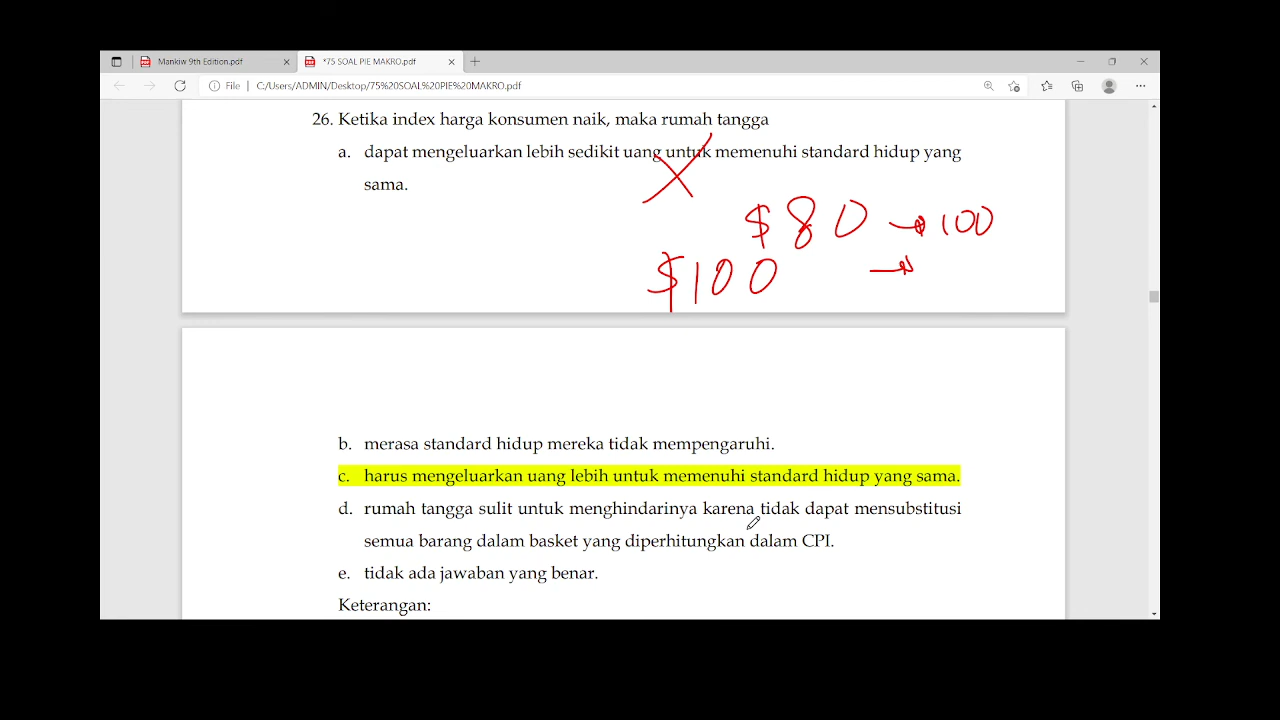 Mankiw 9th Edition.pdf
*75 SOAL PIE MAKRO.pdf
File
C:/Users/ADMIN/Desktop/75%20SOAL%20PIE%20MAKRO.pdf
26. Ketika index harga konsumen naik, maka rumah tangga
a. dapat mengeluarkan lebih sedikit uang untuk memenuhi standard hidup yang
sama.
$80 → 100
$100 →
b. merasa standard hidup mereka tidak mempengaruhi.
c. harus mengeluarkan uang lebih untuk memenuhi standard hidup yang sama.
d. rumah tangga sulit untuk menghindarinya karena tidak dapat mensubstitusi
semua barang dalam basket yang diperhitungkan dalam CPI.
e. tidak ada jawaban yang benar.
Keterangan: